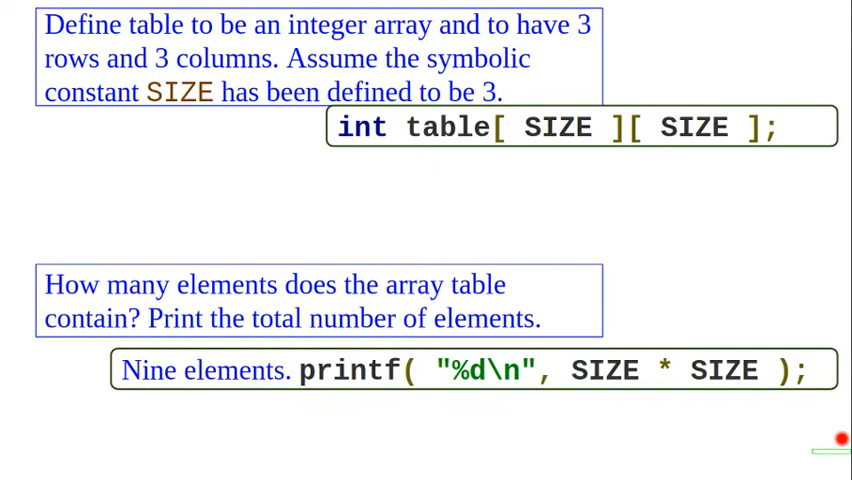 Define table to be an integer array and to have 3
rows and 3 columns. Assume the symbolic
constant SIZE has been defined to be 3.
int table[ SIZE ][ SIZE ];
How many elements does the array table
contain? Print the total number of elements.
Nine elements. printf( "%d\n", SIZE * SIZE );